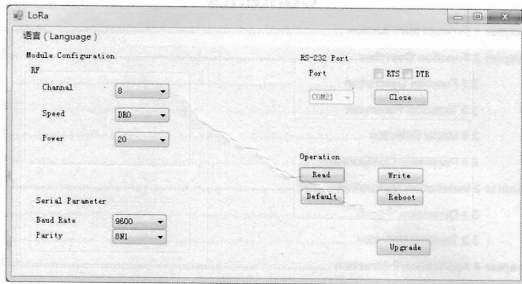 LoRa
语言（Language）
Module Configuration
RF
Channel 8
Speed DR0
Power 20
Serial Parameter
Baud Rate 9600
Parity 8N1
RS-232 Port
Port RTS DTR
COM21 Close
Operation
Read Write
Default Reboot
Upgrade